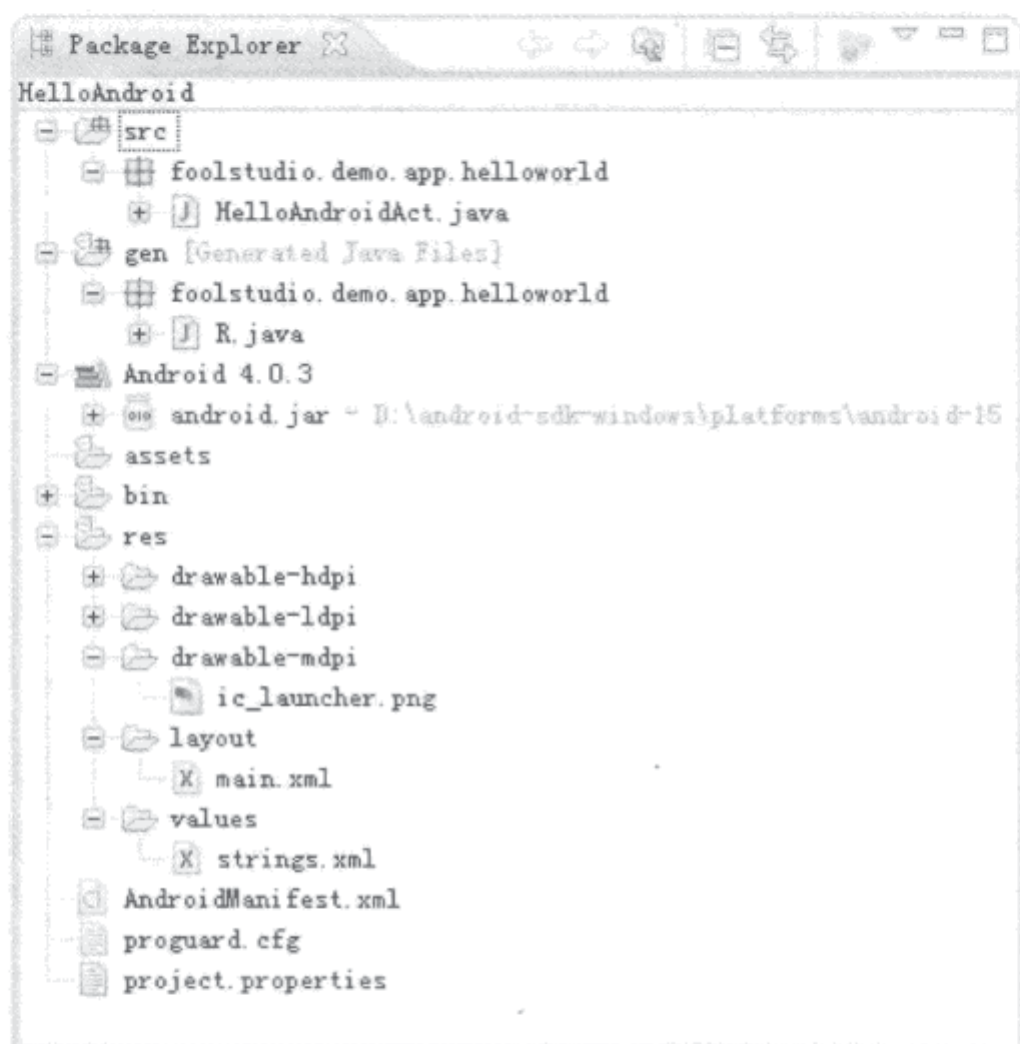 Package Explorer
HelloAndroid
src
foolstudio.demo.app.helloworld
HelloAndroidAct.java
gen [Generated Java Files]
foolstudio.demo.app.helloworld
R.java
Android 4.0.3
android.jar - D:\android-sdk-windows\platforms\android-15
assets
bin
res
drawable-hdpi
drawable-ldpi
drawable-mdpi
ic_launcher.png
layout
main.xml
values
strings.xml
AndroidManifest.xml
proguard.cfg
project.properties